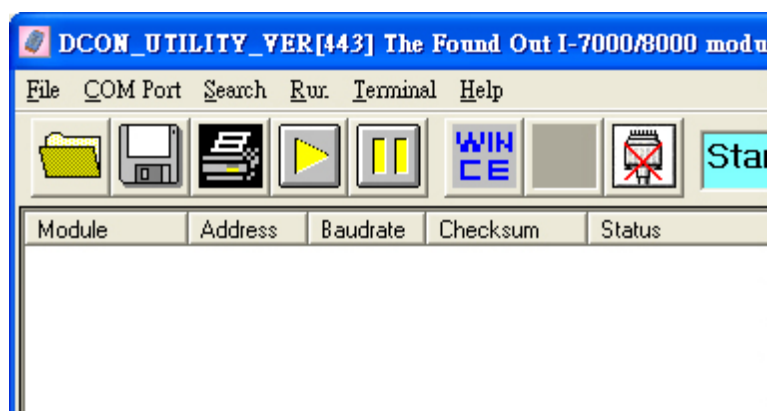 DCON_UTILITY_VER[443] The Found Out I-7000/8000 modu
File COM Port Search Run Terminal Help
WIN CE Star
Module Address Baudrate Checksum Status